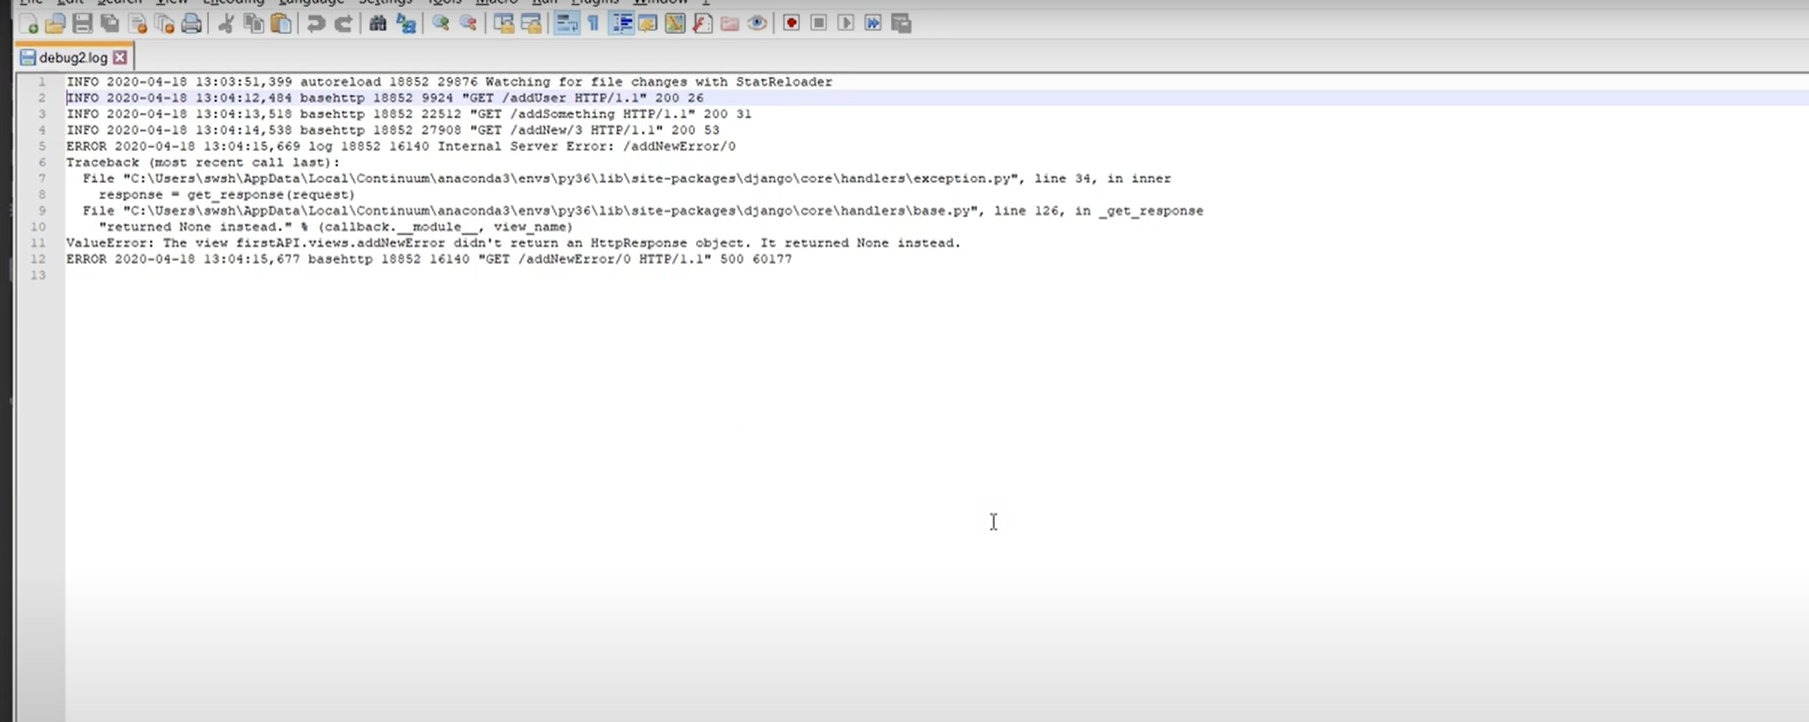 File Edit Search View Encoding Language Settings Tools Macro Run Plugins Window ?
debug2.log
1 INFO 2020-04-18 13:03:51,399 autoreload 18852 29876 Watching for file changes with StatReloader
2 INFO 2020-04-18 13:04:12,484 basehttp 18852 9924 "GET /addUser HTTP/1.1" 200 26
3 INFO 2020-04-18 13:04:13,518 basehttp 18852 22512 "GET /addSomething HTTP/1.1" 200 31
4 INFO 2020-04-18 13:04:14,538 basehttp 18852 27908 "GET /addNew/3 HTTP/1.1" 200 53
5 ERROR 2020-04-18 13:04:15,669 log 18852 16140 Internal Server Error: /addNewError/0
6 Traceback (most recent call last):
7 File "C:\Users\swsh\AppData\Local\Continuum\anaconda3\envs\py36\lib\site-packages\django\core\handlers\exception.py", line 34, in inner
8 response = get_response(request)
9 File "C:\Users\swsh\AppData\Local\Continuum\anaconda3\envs\py36\lib\site-packages\django\core\handlers\base.py", line 126, in _get_response
10 "returned None instead." % (callback.__module__, view_name)
11 ValueError: The view firstAPI.views.addNewError didn't return an HttpResponse object. It returned None instead.
12 ERROR 2020-04-18 13:04:15,677 basehttp 18852 16140 "GET /addNewError/0 HTTP/1.1" 500 60177
13